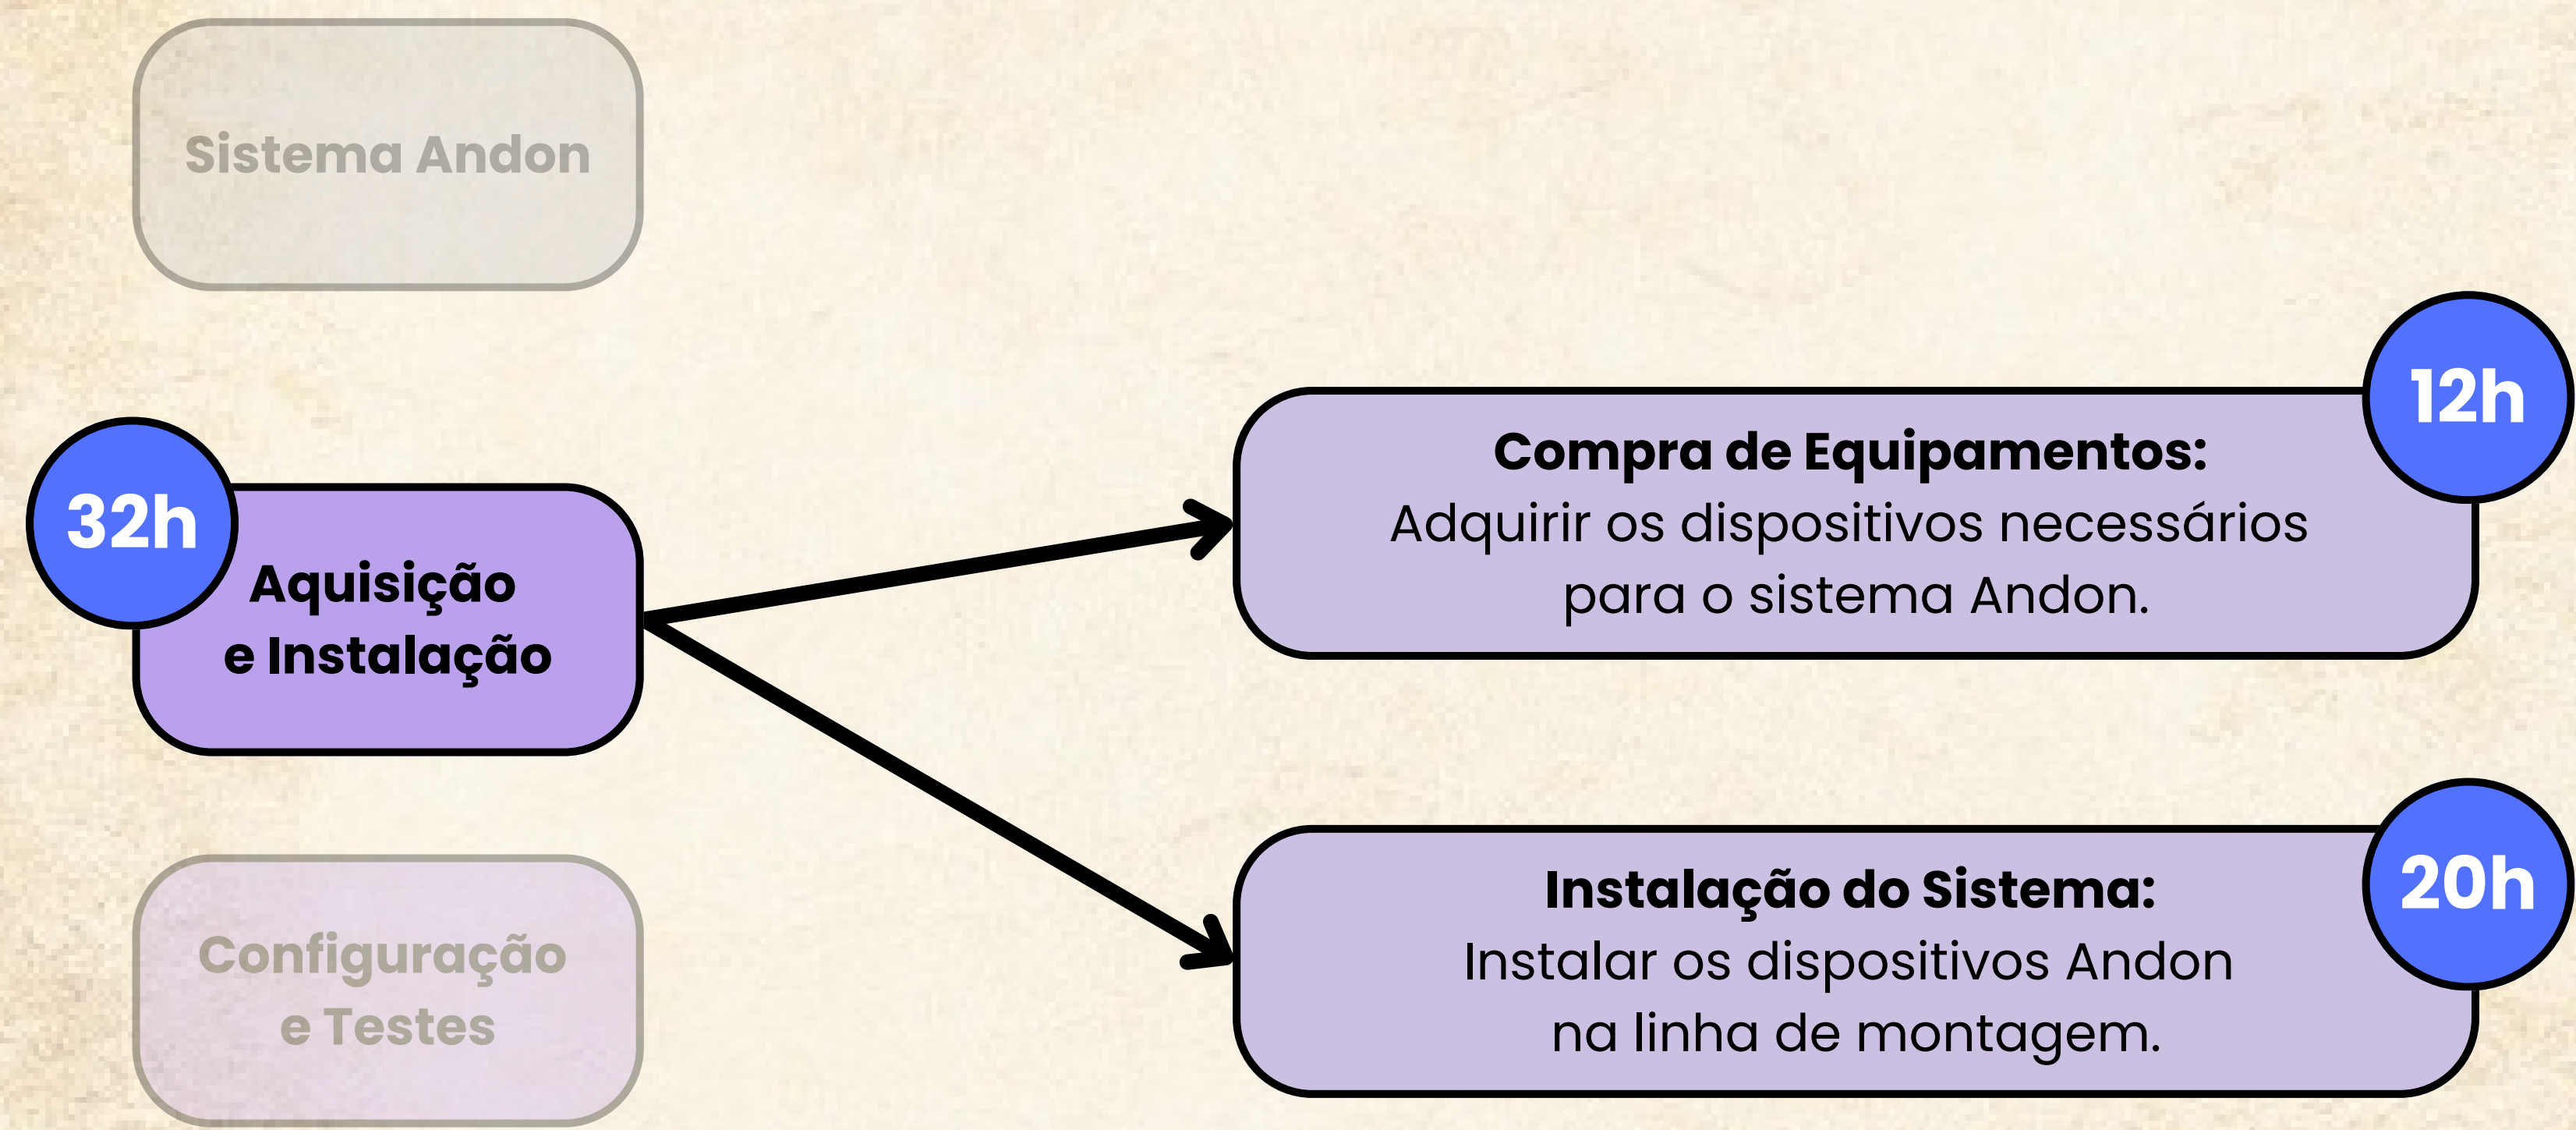 Sistema Andon
32h
Aquisição
e Instalação
12h
Compra de Equipamentos:
Adquirir os dispositivos necessários
para o sistema Andon.
20h
Instalação do Sistema:
Instalar os dispositivos Andon
na linha de montagem.
Configuração
e Testes